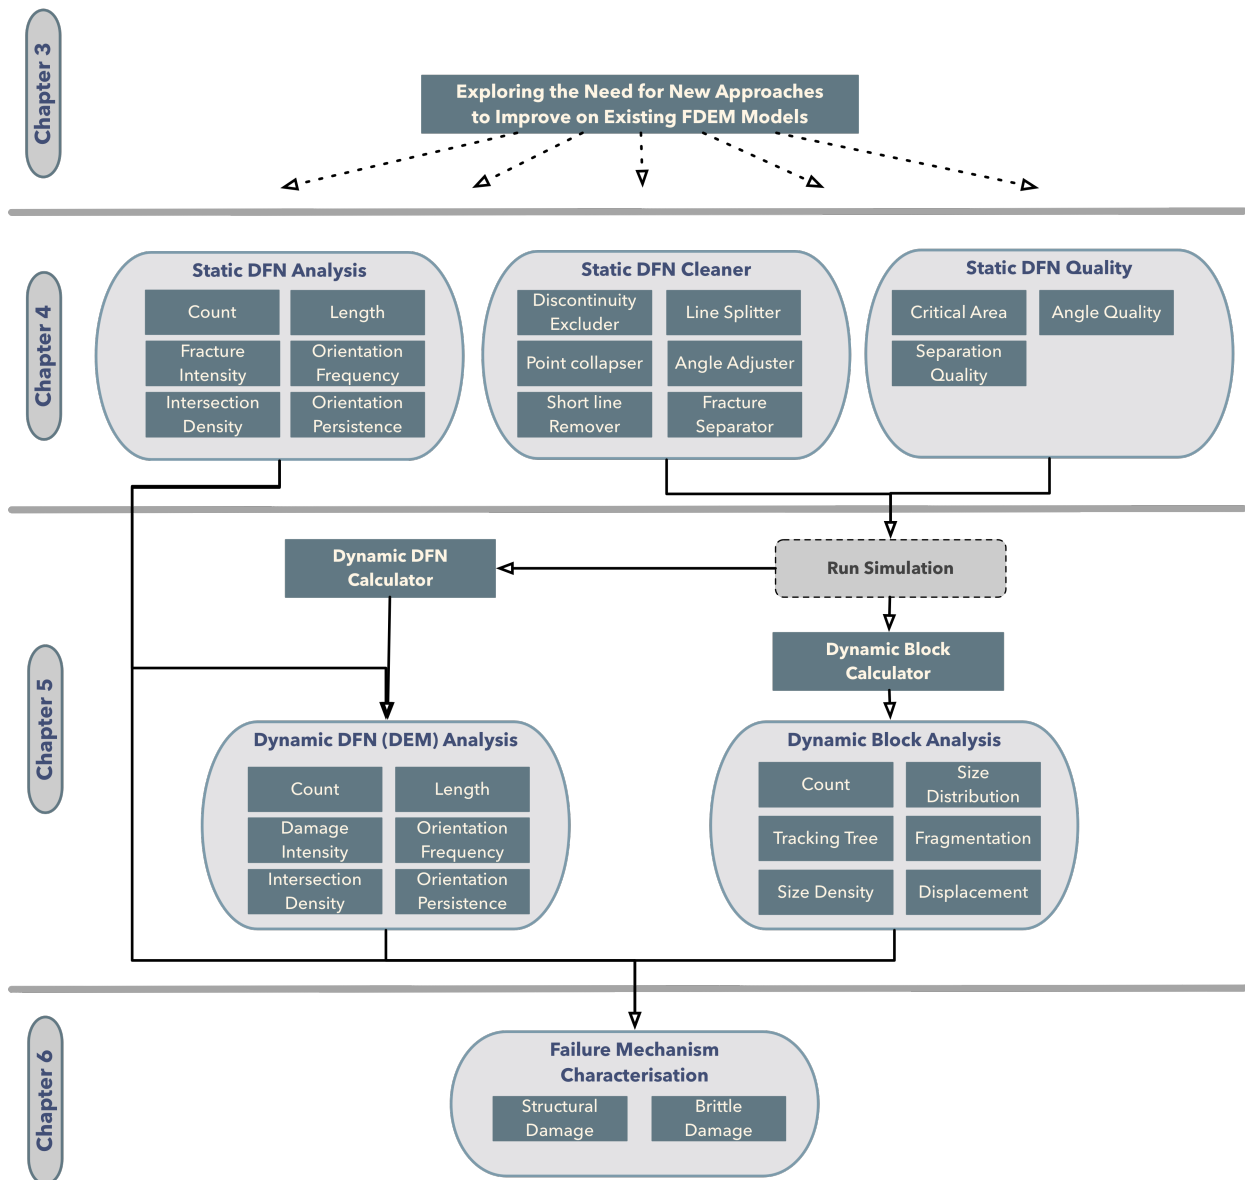 Chapter 3
Exploring the Need for New Approaches
to Improve on Existing FDEM Models
Chapter 4
Static DFN Analysis
Count
Length
Fracture
Intensity
Orientation
Frequency
Intersection
Density
Orientation
Persistence
Static DFN Cleaner
Discontinuity
Excluder
Line Splitter
Point collapser
Angle Adjuster
Short line
Remover
Fracture
Separator
Static DFN Quality
Critical Area
Angle Quality
Separation
Quality
Chapter 5
Dynamic DFN
Calculator
Run Simulation
Dynamic Block
Calculator
Dynamic DFN (DEM) Analysis
Count
Length
Damage
Intensity
Orientation
Frequency
Intersection
Density
Orientation
Persistence
Dynamic Block Analysis
Count
Size
Distribution
Tracking Tree
Fragmentation
Size Density
Displacement
Chapter 6
Failure Mechanism
Characterisation
Structural
Damage
Brittle
Damage